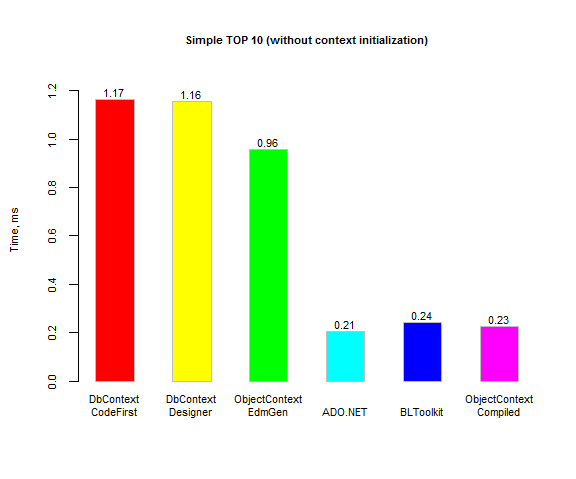 Simple TOP 10 (without context initialization)
Time, ms
1.2
1.0
0.8
0.6
0.4
0.2
0.0
1.17
1.16
0.96
0.21
0.24
0.23
DbContext
CodeFirst
DbContext
Designer
ObjectContext
EdmGen
ADO.NET
BLToolkit
ObjectContext
Compiled